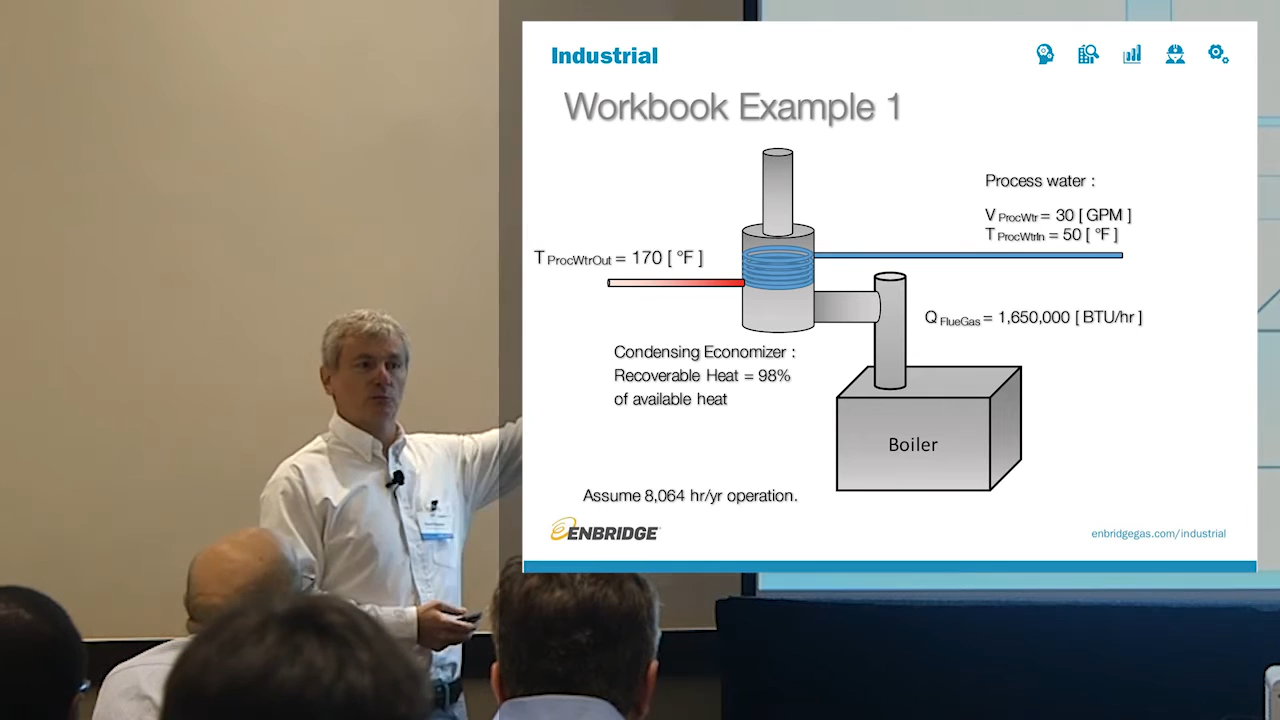 Industrial
Workbook Example 1
Process water :
V ProcWtr = 30 [ GPM ]
T ProcWtrIn = 50 [ °F ]
T ProcWtrOut = 170 [ °F ]
Q FlueGas = 1,650,000 [ BTU/hr ]
Condensing Economizer :
Recoverable Heat = 98%
of available heat
Boiler
Assume 8,064 hr/yr operation.
ENBRIDGE
enbridgegas.com/industrial